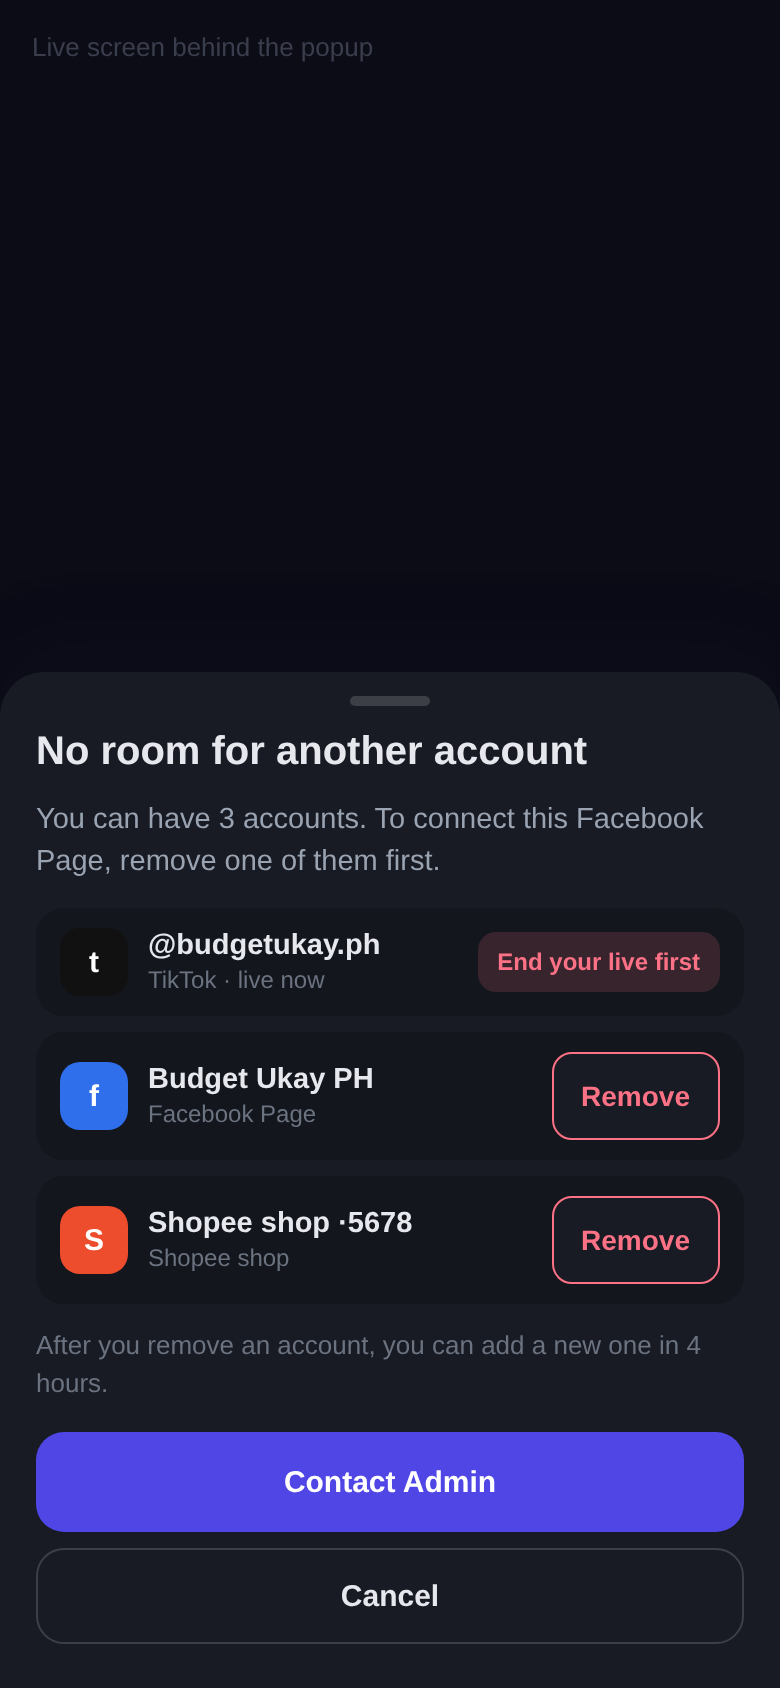 Live screen behind the popup
No room for another account
You can have 3 accounts. To connect this Facebook
Page, remove one of them first.
t
@budgetukay.ph
TikTok · live now
End your live first
f
Budget Ukay PH
Facebook Page
Remove
S
Shopee shop ·5678
Shopee shop
Remove
After you remove an account, you can add a new one in 4
hours.
Contact Admin
Cancel